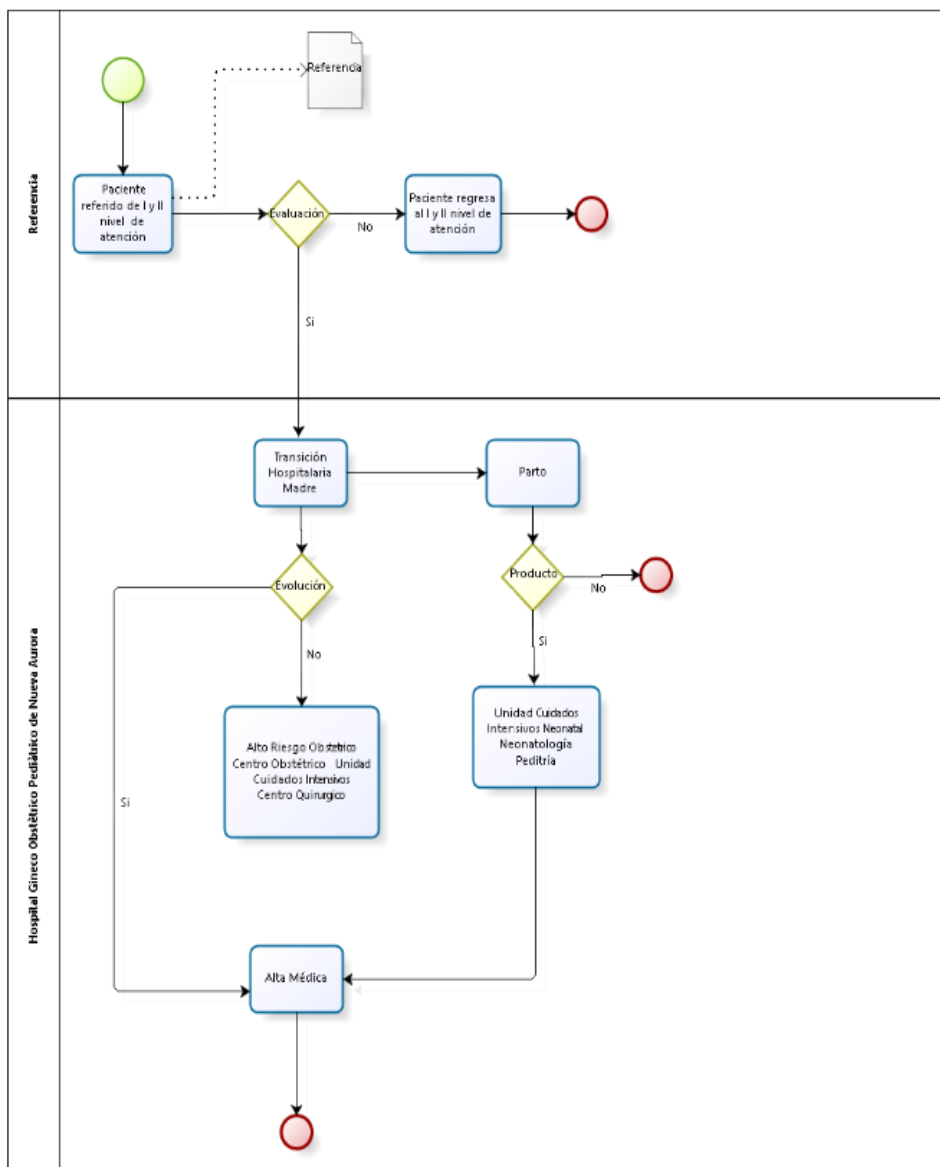 Referencia
Referencia
Paciente
referido de I y II
nivel de
atención
Evaluación
No
Paciente regresa
al I y II nivel de
atención
Si
Hospital Gineco Obstétrico Pediátrico de Nueva Aurora
Transición
Hospitalaria
Madre
Parto
Evolución
Producto
No
Si
No
Unidad Cuidados
Intensivos Neonatal
Neonatología
Peditría
Alto Riesgo Obstetrico
Centro Obstétrico Unidad
Cuidados Intensivos
Centro Quirurgico
Si
Alta Médica